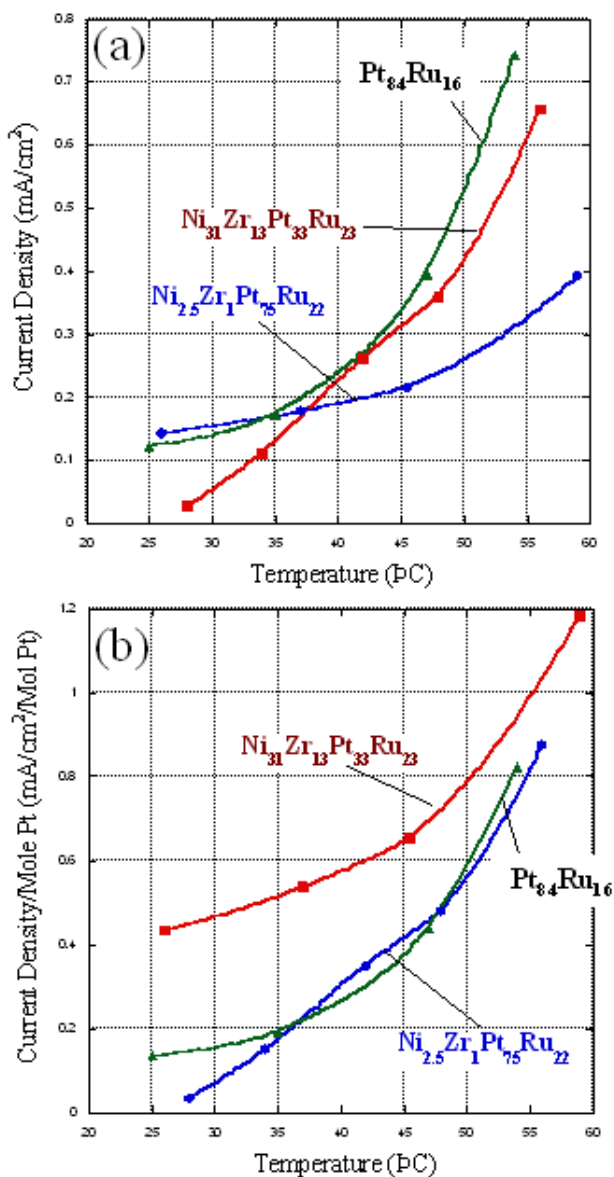 (a)
Pt84Ru16
Ni31Zr13Pt33Ru23
Ni2.5Zr1Pt75Ru22
Current Density (mA/cm²)
0.8
0.7
0.6
0.5
0.4
0.3
0.2
0.1
0
20 25 30 35 40 45 50 55 60
Temperature (ÞC)
(b)
Ni31Zr13Pt33Ru23
Pt84Ru16
Ni2.5Zr1Pt75Ru22
Current Density/Mole Pt (mA/cm²/Mol Pt)
1.2
1
0.8
0.6
0.4
0.2
0
20 25 30 35 40 45 50 55 60
Temperature (ÞC)